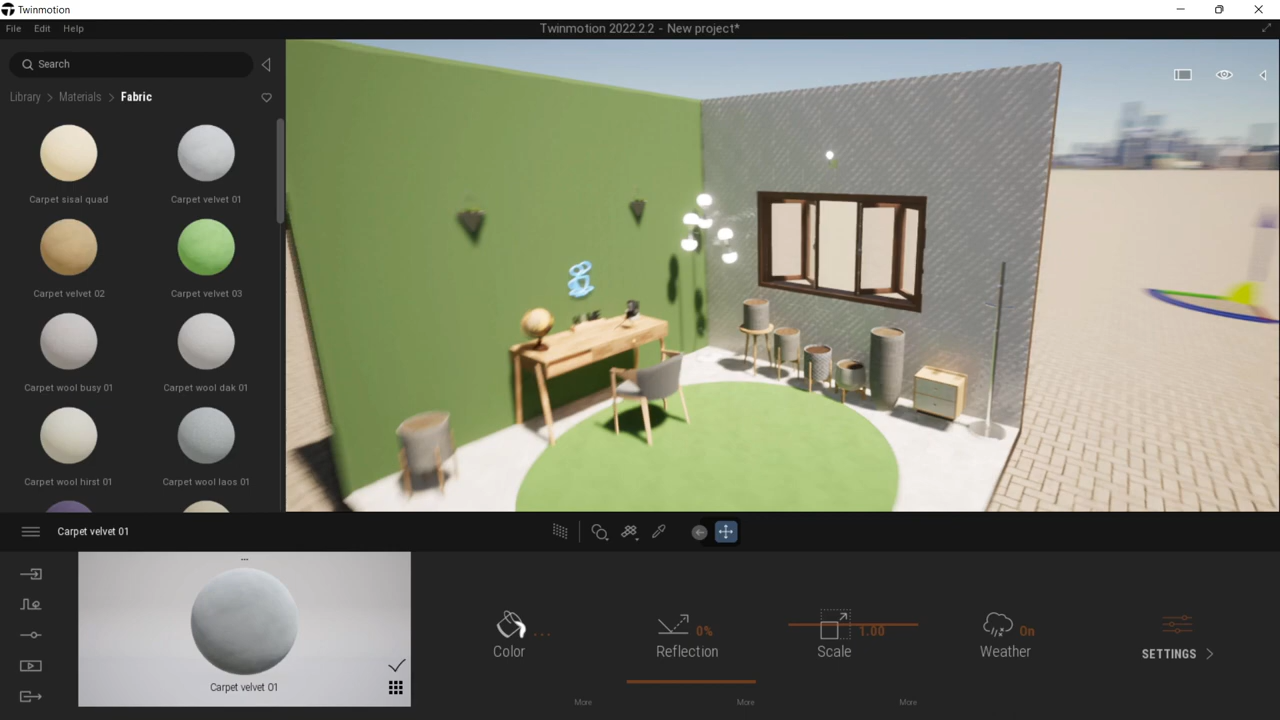 Twinmotion
File Edit Help
Twinmotion 2022.2.2 - New project*
Search
Library > Materials > Fabric
Carpet sisal quad
Carpet velvet 01
Carpet velvet 02
Carpet velvet 03
Carpet wool busy 01
Carpet wool dak 01
Carpet wool hirst 01
Carpet wool laos 01
Carpet velvet 01
...
Carpet velvet 01
...
Color
More
0%
Reflection
More
1.00
Scale
More
On
Weather
SETTINGS >